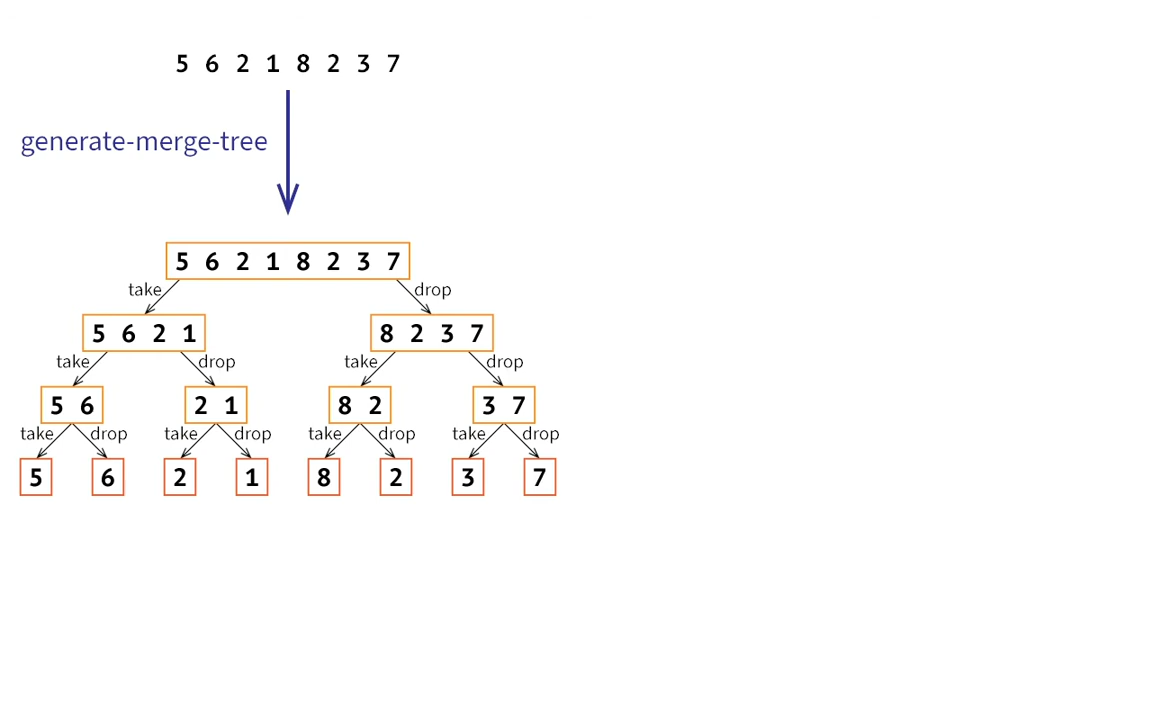 5 6 2 1 8 2 3 7
generate-merge-tree
5 6 2 1 8 2 3 7
take drop
5 6 2 1 8 2 3 7
take drop take drop
5 6 2 1 8 2 3 7
take drop take drop take drop take drop
5 6 2 1 8 2 3 7